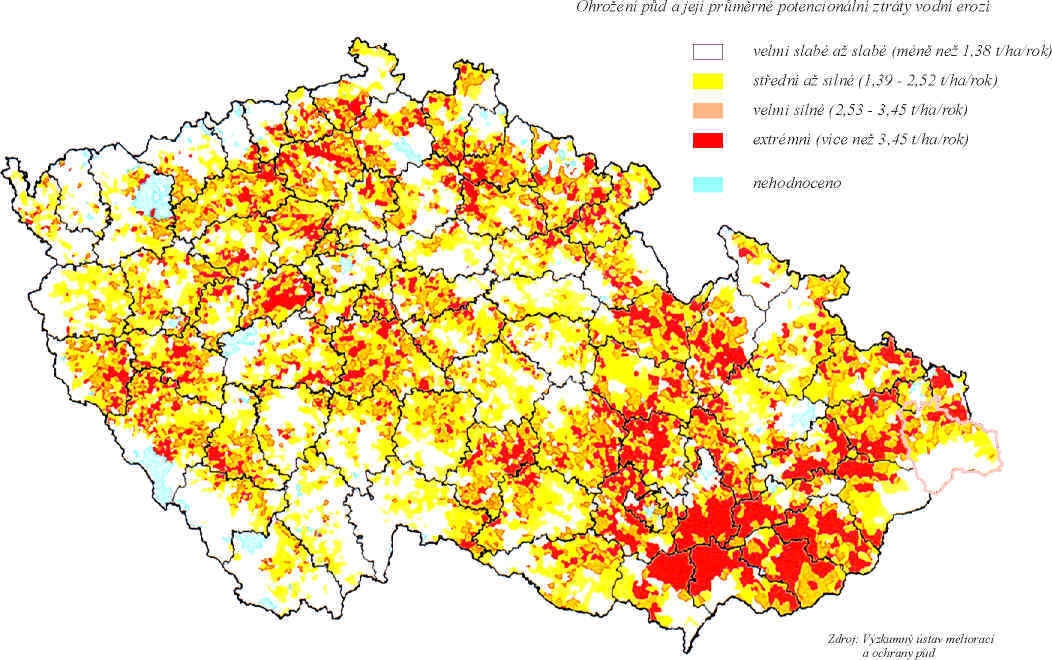 Ohrožení půd a její průměrné potencionální ztráty vodní erozí
velmi slabé až slabé (méně než 1,38 t/ha/rok)
střední až silné (1,39 - 2,52 t/ha/rok)
velmi silné (2,53 - 3,45 t/ha/rok)
extrémní (více než 3,45 t/ha/rok)
nehodnoceno
Zdroj: Výzkumný ústav meliorací
a ochrany půd